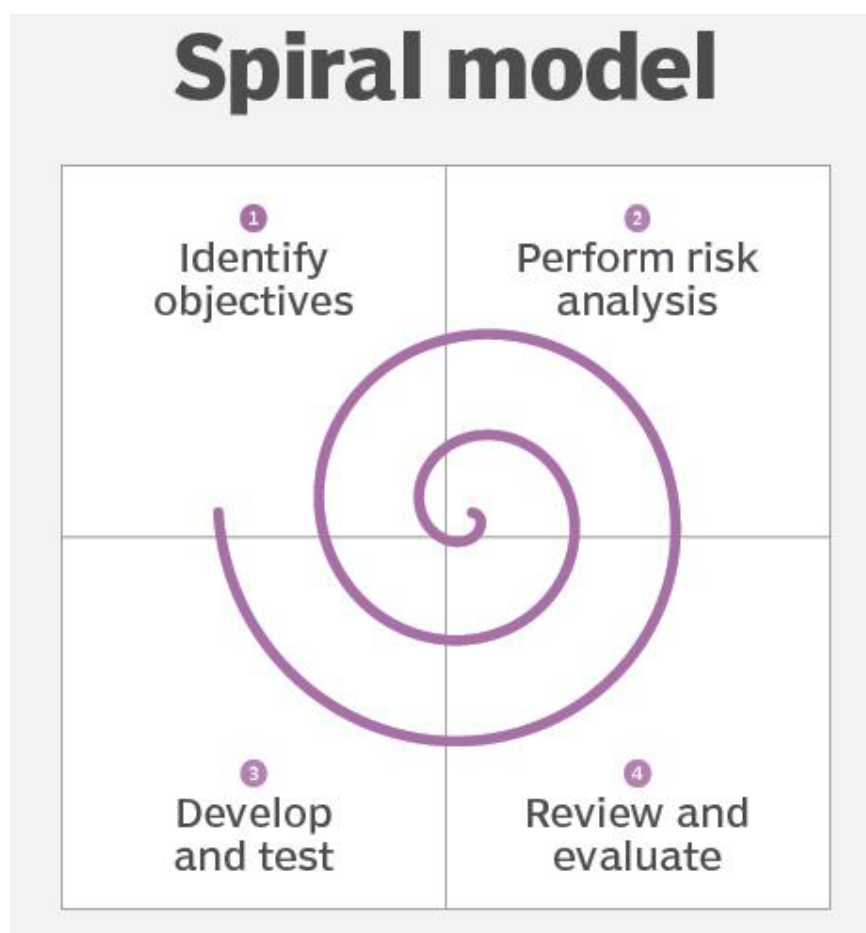 Spiral model
1
Identify
objectives
2
Perform risk
analysis
3
Develop
and test
4
Review and
evaluate